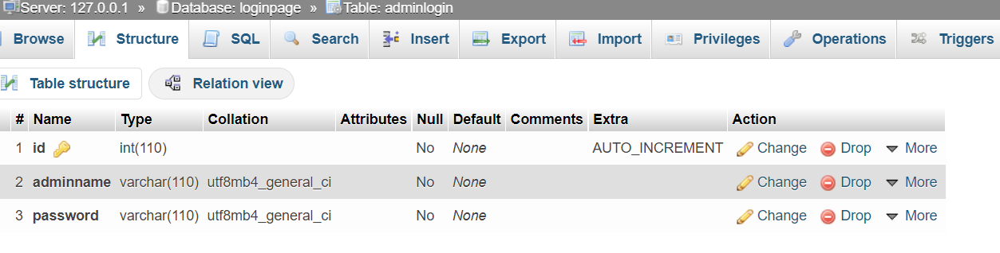 Server: 127.0.0.1 » Database: loginpage » Table: adminlogin
Browse Structure SQL Search Insert Export Import Privileges Operations Triggers
Table structure Relation view
# Name Type Collation Attributes Null Default Comments Extra Action
1 id int(110) No None AUTO_INCREMENT Change Drop More
2 adminname varchar(110) utf8mb4_general_ci No None Change Drop More
3 password varchar(110) utf8mb4_general_ci No None Change Drop More